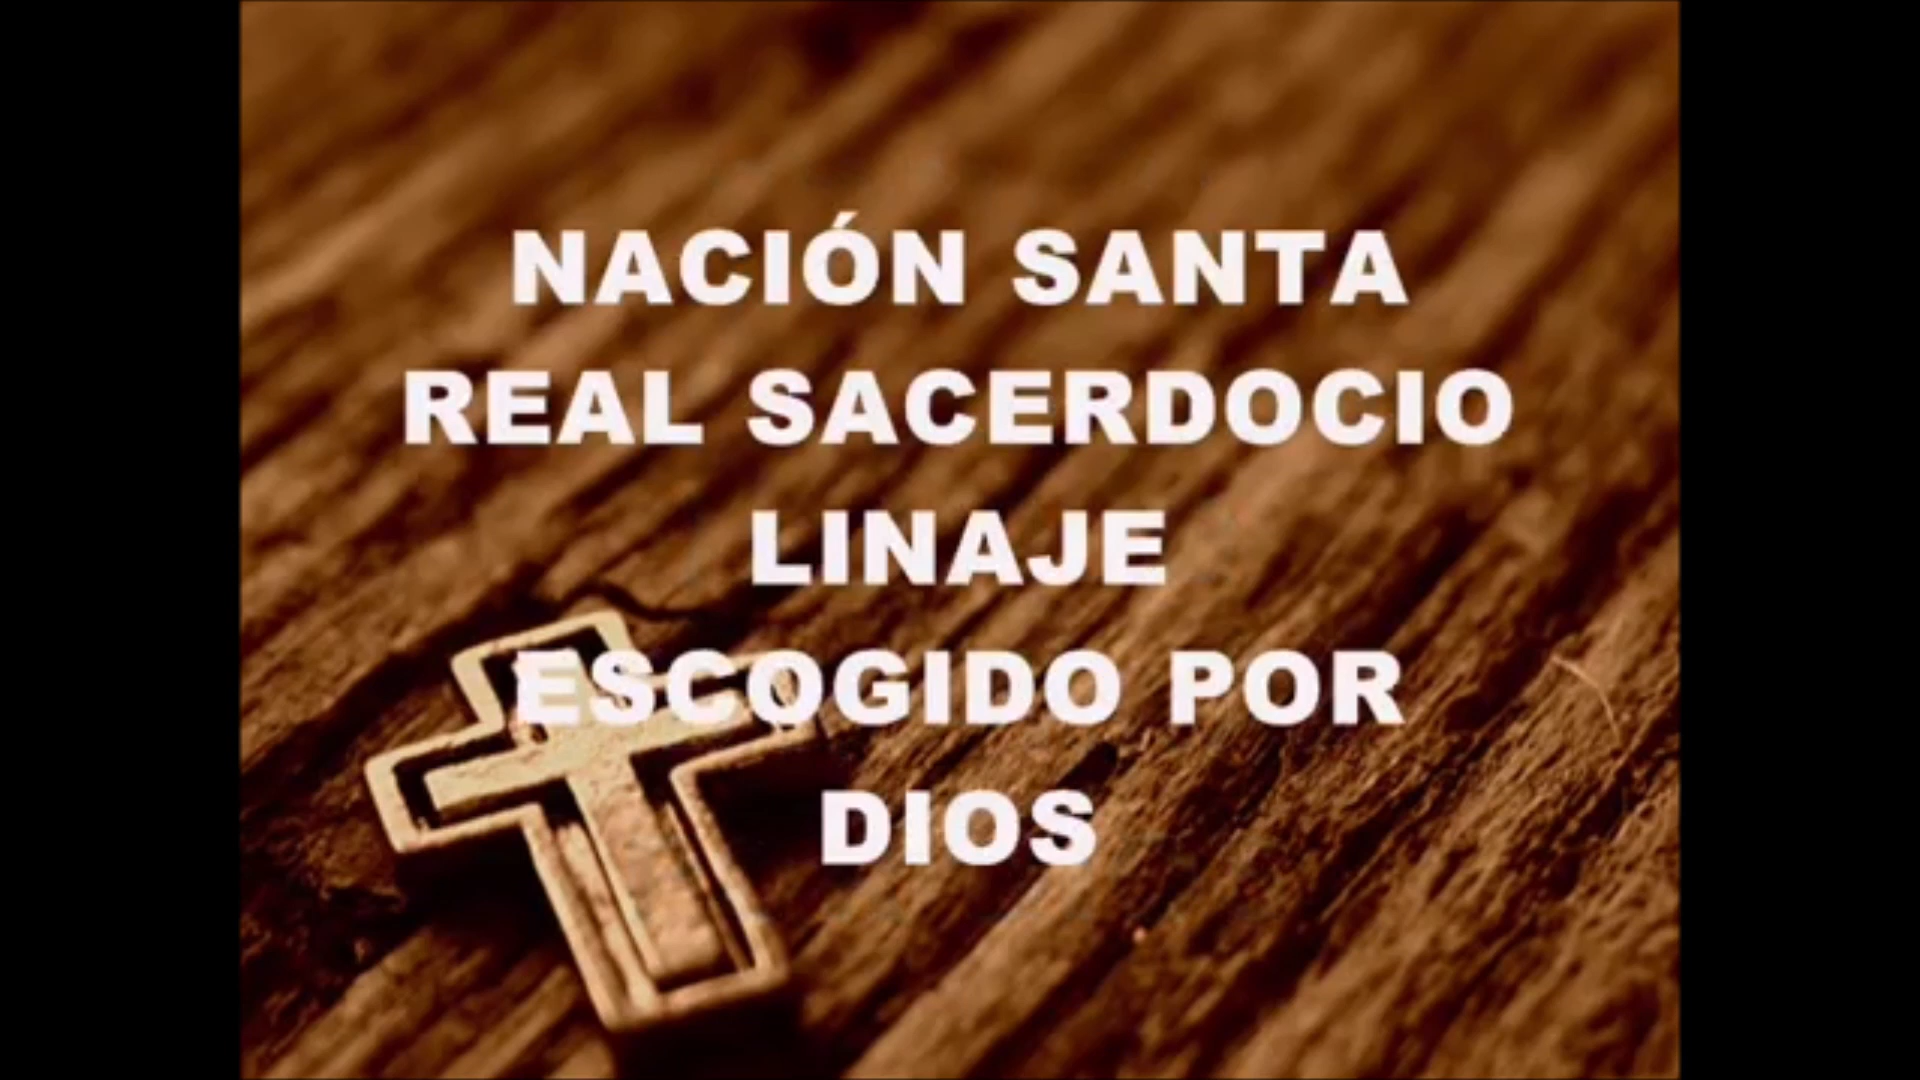 NACIÓN SANTA
REAL SACERDOCIO
LINAJE
ESCOGIDO POR
DIOS